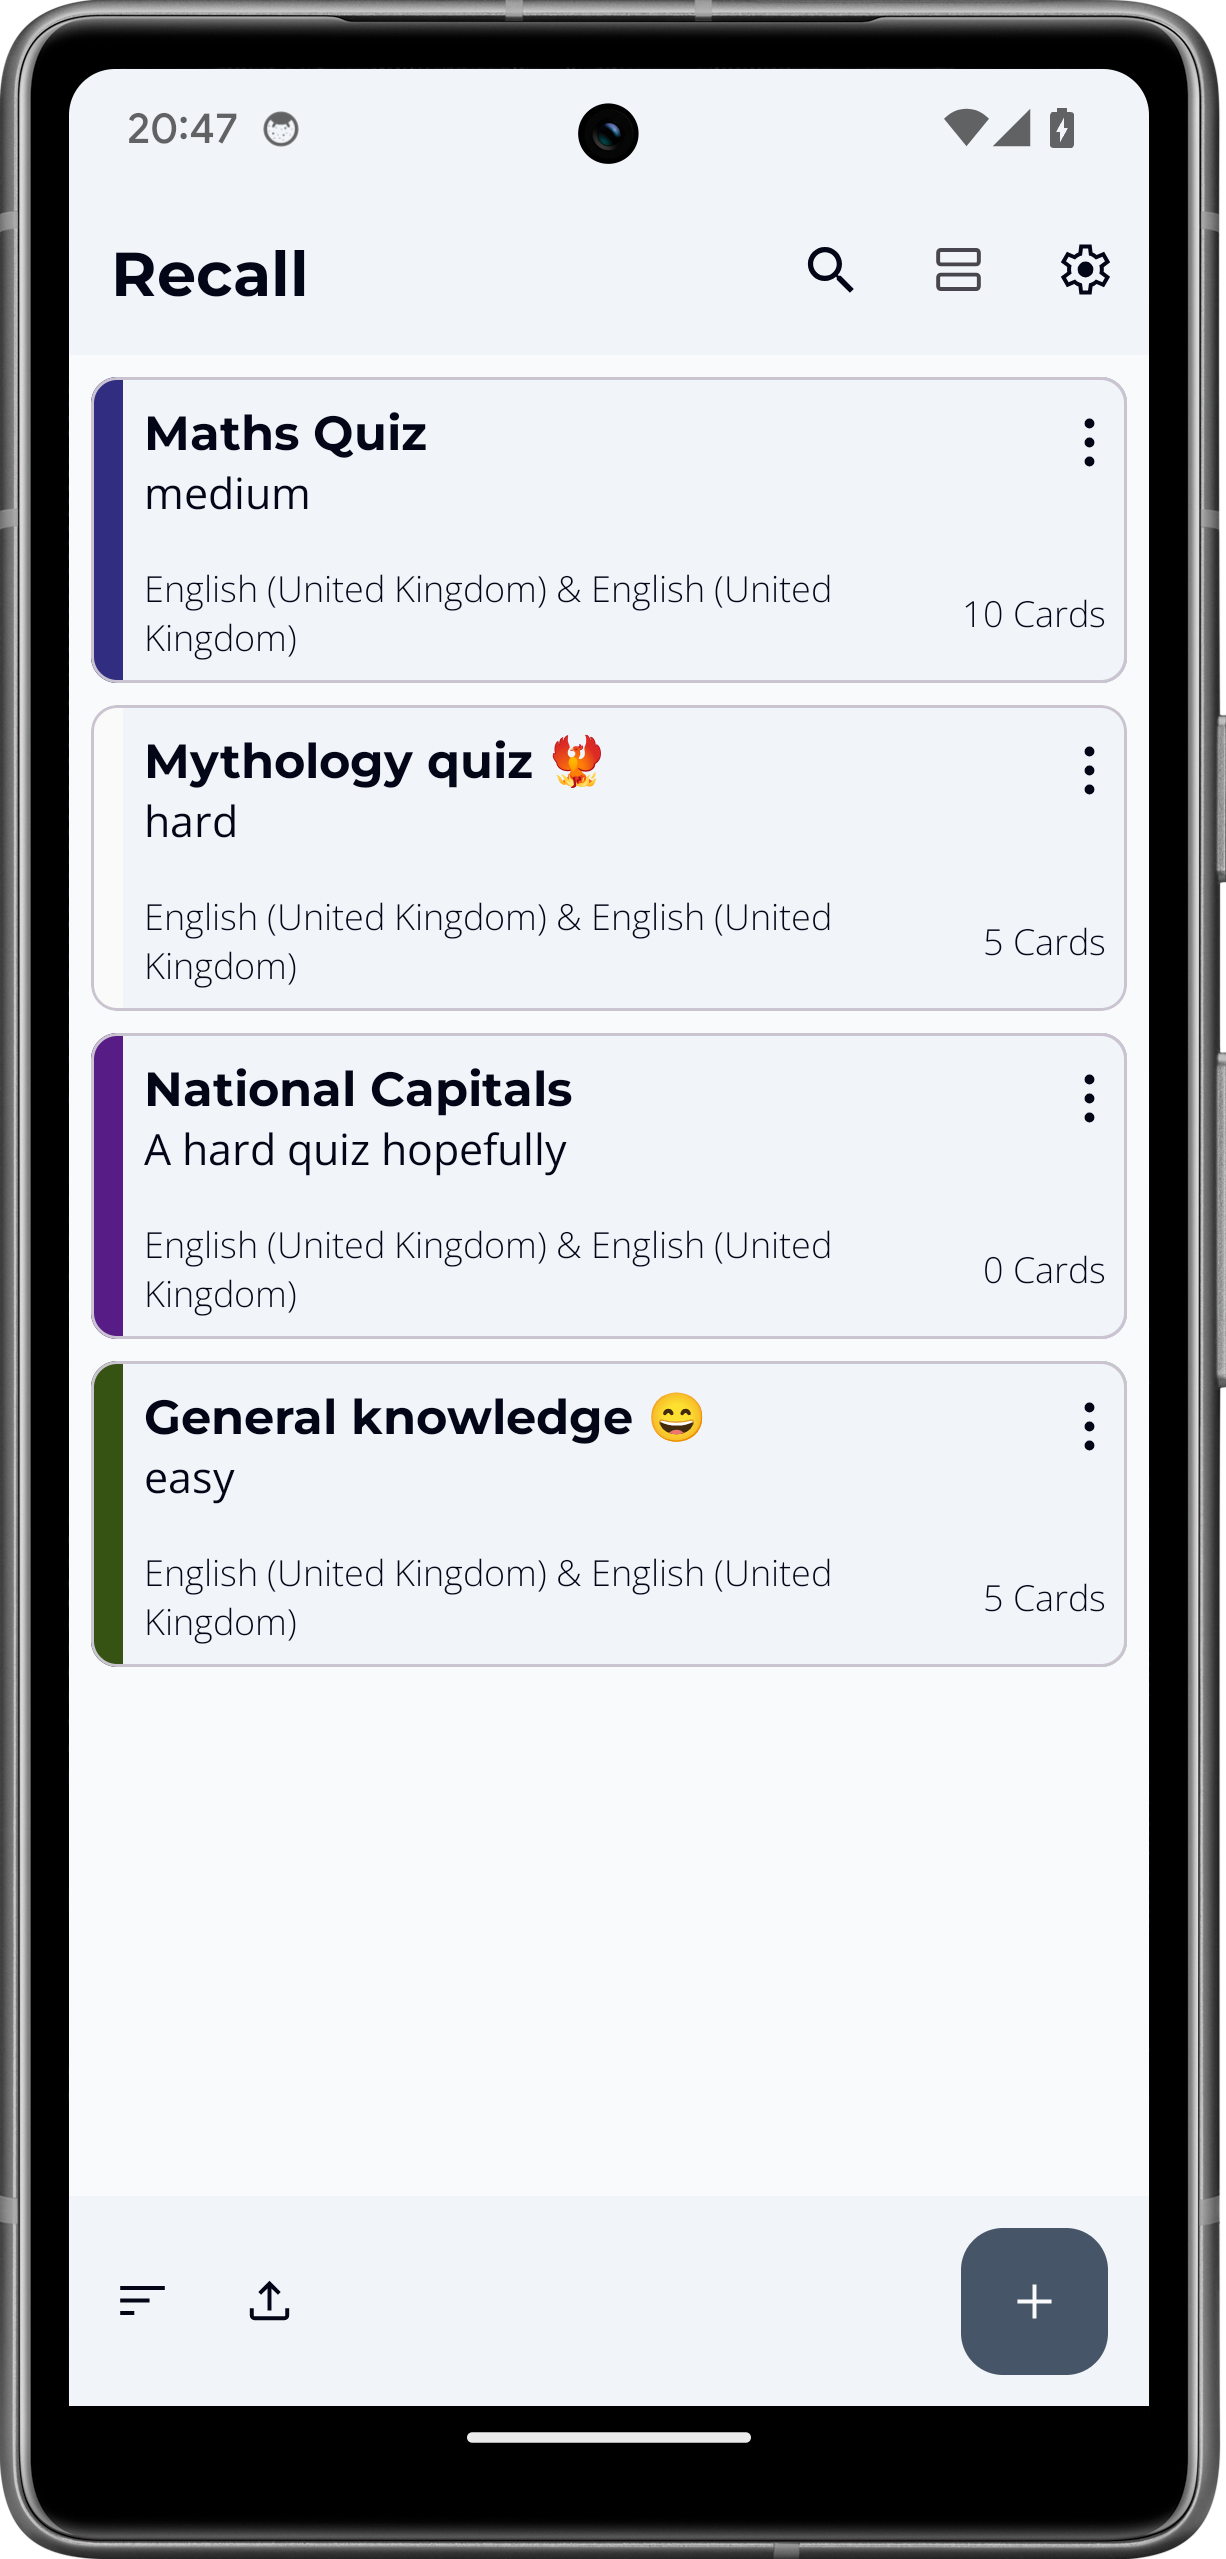 20:47
Recall
Maths Quiz
medium
English (United Kingdom) & English (United
Kingdom)
10 Cards
Mythology quiz 🐦‍🔥
hard
English (United Kingdom) & English (United
Kingdom)
5 Cards
National Capitals
A hard quiz hopefully
English (United Kingdom) & English (United
Kingdom)
0 Cards
General knowledge 😄
easy
English (United Kingdom) & English (United
Kingdom)
5 Cards